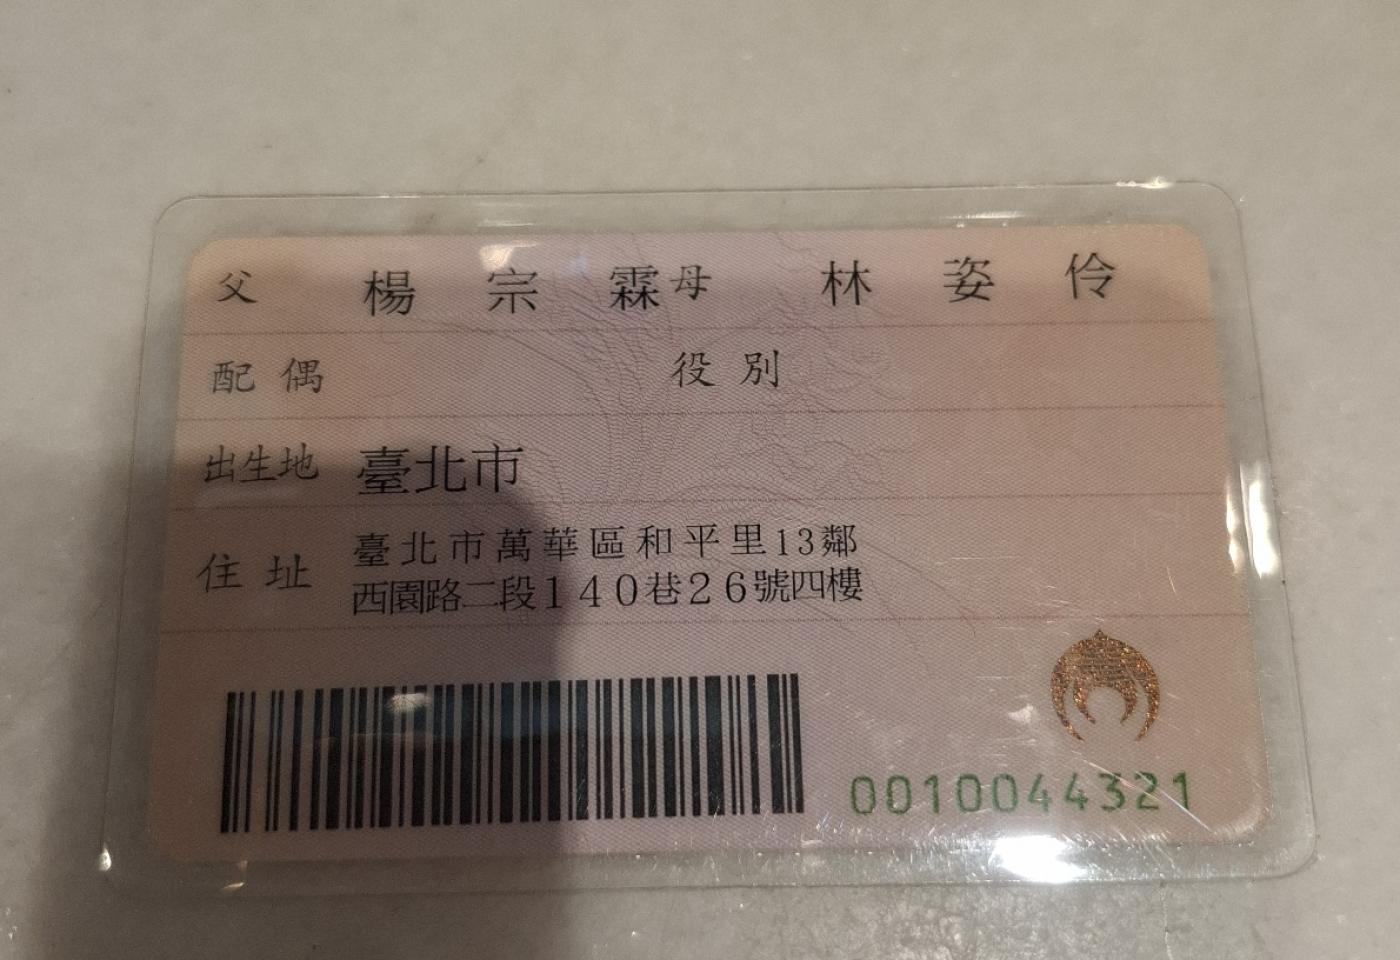 父 楊宗霖 母 林姿伶
配偶 役別
出生地 臺北市
住址 臺北市萬華區和平里13鄰
西園路二段140巷26號四樓
0010044321